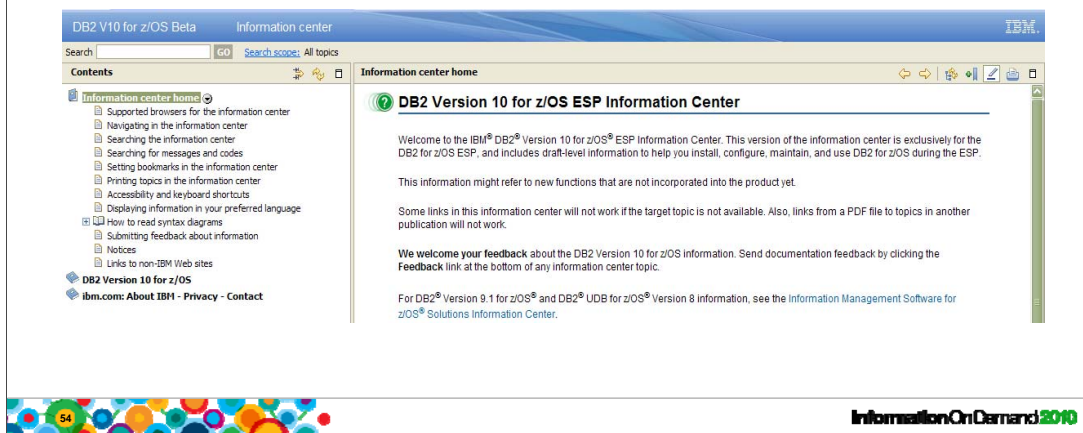 DB2 V10 for z/OS Beta Information center IBM.
Search GO Search scope: All topics
Contents
Information center home
Supported browsers for the information center
Navigating in the information center
Searching the information center
Searching for messages and codes
Setting bookmarks in the information center
Printing topics in the information center
Accessibility and keyboard shortcuts
Displaying information in your preferred language
How to read syntax diagrams
Submitting feedback about information
Notices
Links to non-IBM Web sites
DB2 Version 10 for z/OS
ibm.com: About IBM - Privacy - Contact
Information center home
DB2 Version 10 for z/OS ESP Information Center
Welcome to the IBM® DB2® Version 10 for z/OS® ESP Information Center. This version of the information center is exclusively for the
DB2 for z/OS ESP, and includes draft-level information to help you install, configure, maintain, and use DB2 for z/OS during the ESP.
This information might refer to new functions that are not incorporated into the product yet.
Some links in this information center will not work if the target topic is not available. Also, links from a PDF file to topics in another
publication will not work.
We welcome your feedback about the DB2 Version 10 for z/OS information. Send documentation feedback by clicking the
Feedback link at the bottom of any information center topic.
For DB2® Version 9.1 for z/OS® and DB2® UDB for z/OS® Version 8 information, see the Information Management Software for
z/OS® Solutions Information Center.
54
Information On Demand 2010